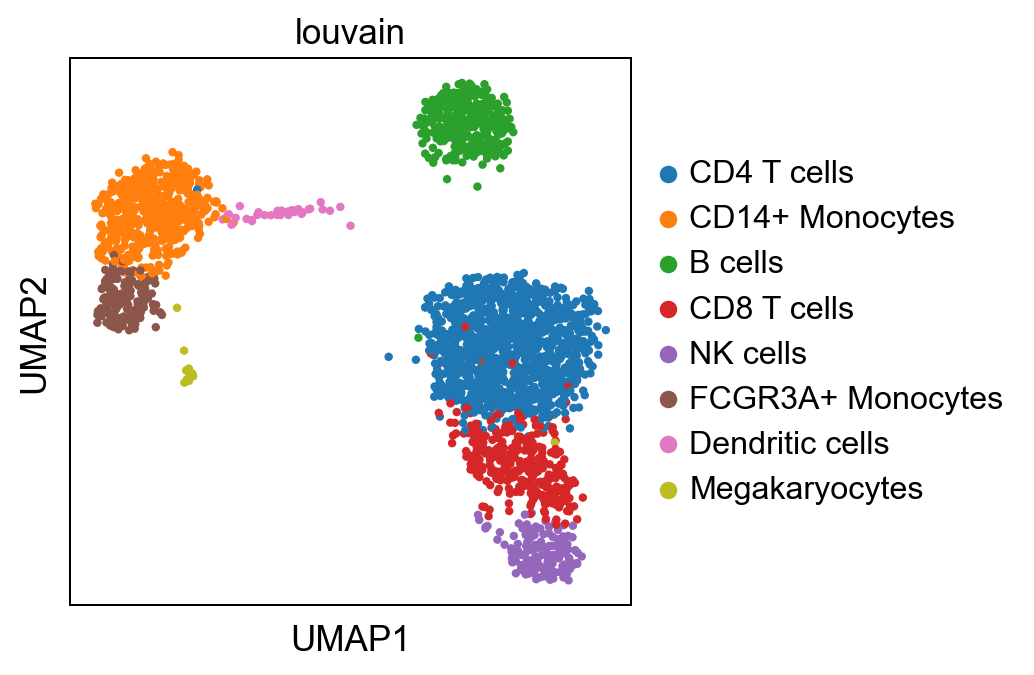 louvain
UMAP2
UMAP1
CD4 T cells
CD14+ Monocytes
B cells
CD8 T cells
NK cells
FCGR3A+ Monocytes
Dendritic cells
Megakaryocytes